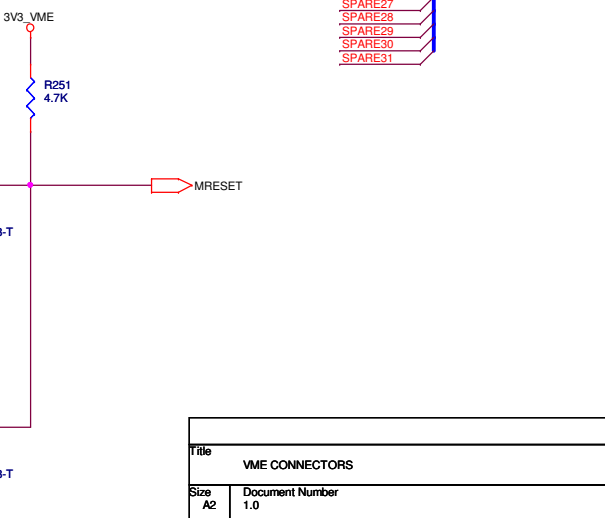 SPARE27
3V3_VME
SPARE28
SPARE29
SPARE30
SPARE31
R251
4.7K
MRESET
-T
-T
Title
VME CONNECTORS
Size
Document Number
A2
1.0